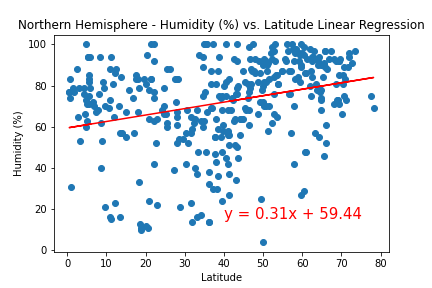 Northern Hemisphere - Humidity (%) vs. Latitude Linear Regression
100
80
60
40
20
0
Humidity (%)
y = 0.31x + 59.44
0 10 20 30 40 50 60 70 80
Latitude